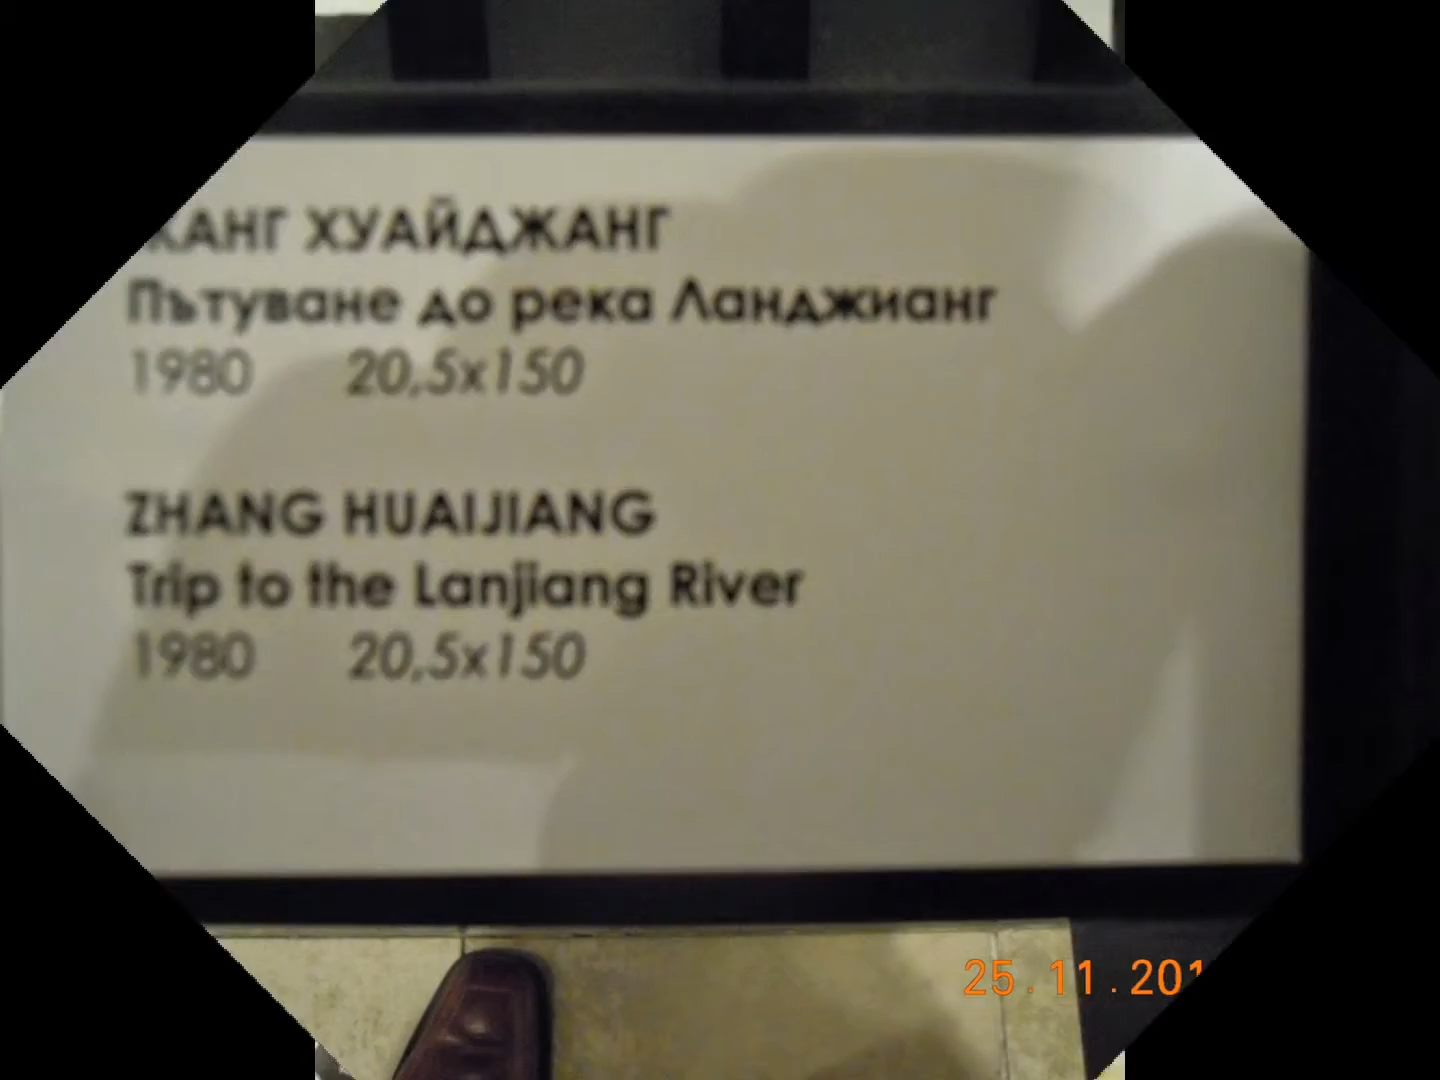 ХУАЙДЖАНГ
Пътуване до река Ланджианг
1980 20,5x150
ZHANG HUAIJIANG
Trip to the Lanjiang River
1980 20,5x150
25.11.201